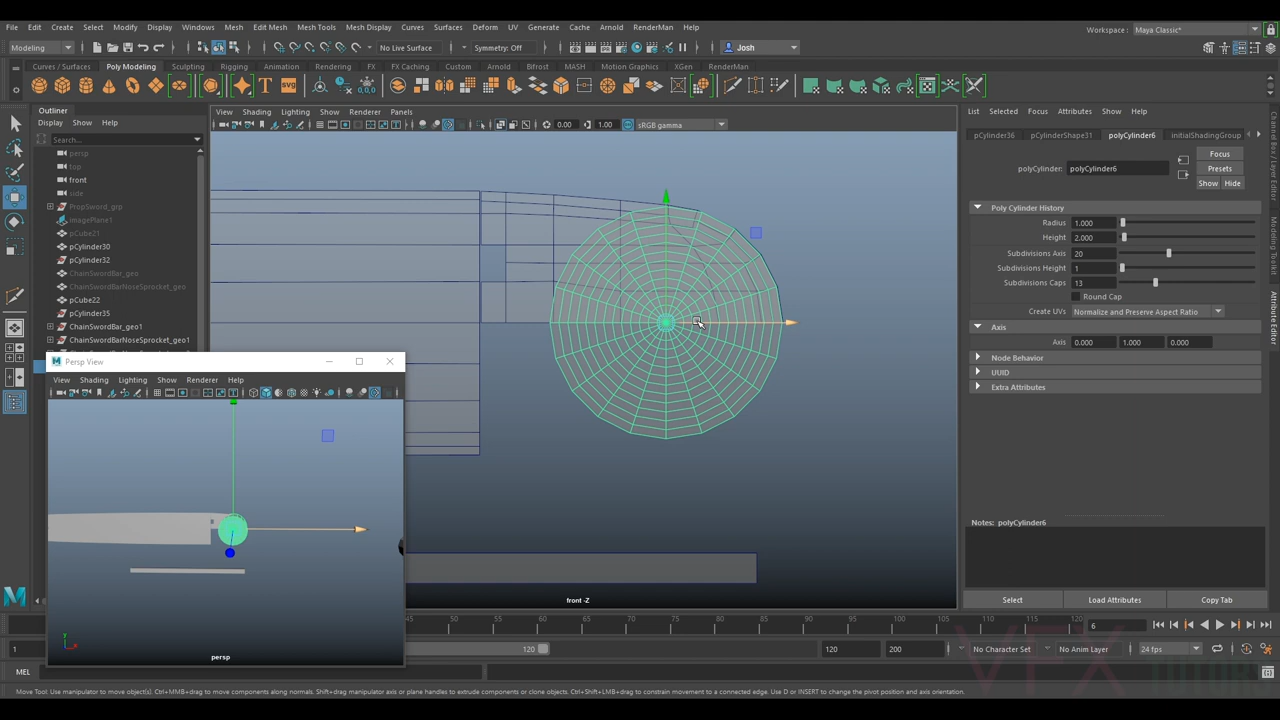 File Edit Create Select Modify Display Windows Mesh Edit Mesh Mesh Tools Mesh Display Curves Surfaces Deform UV Generate Cache Arnold RenderMan Help
Workspace : Maya Classic*
Modeling No Live Surface Symmetry: Off Josh
Curves / Surfaces Poly Modeling Sculpting Rigging Animation Rendering FX FX Caching Custom Arnold Bifrost MASH Motion Graphics XGen RenderMan
Outliner
Display Show Help
Search...
persp
top
front
side
PropSword_grp
imagePlane1
pCube21
pCylinder30
pCylinder32
ChainSwordBar_geo
ChainSwordBarNoseSprocket_geo
pCube22
pCylinder35
ChainSwordBar_geo1
ChainSwordBarNoseSprocket_geo1
View Shading Lighting Show Renderer Panels
0.00 1.00 sRGB gamma
front -Z
Persp View
View Shading Lighting Show Renderer Help
persp
List Selected Focus Attributes Show Help
pCylinder36 pCylinderShape31 polyCylinder6 initialShadingGroup
polyCylinder: polyCylinder6
Focus
Presets
Show Hide
Poly Cylinder History
Radius 1.000
Height 2.000
Subdivisions Axis 20
Subdivisions Height 1
Subdivisions Caps 13
Round Cap
Create UVs Normalize and Preserve Aspect Ratio
Axis
Axis 0.000 1.000 0.000
Node Behavior
UUID
Extra Attributes
Notes: polyCylinder6
Select Load Attributes Copy Tab
Channel Box / Layer Editor
Modeling Toolkit
Attribute Editor
45 50 55 60 65 70 75 80 85 90 95 100 105 110 115 120
6
1 120 120 200 No Character Set No Anim Layer 24 fps
MEL
Move Tool: Use manipulator to move object(s). Ctrl+MMB+drag to move components along normals. Shift+drag manipulator axis or plane handles to extrude components or clone objects. Ctrl+Shift+LMB+drag to constrain movement to a connected edge. Use D or INSERT to change the pivot position and axis orientation.
VFX